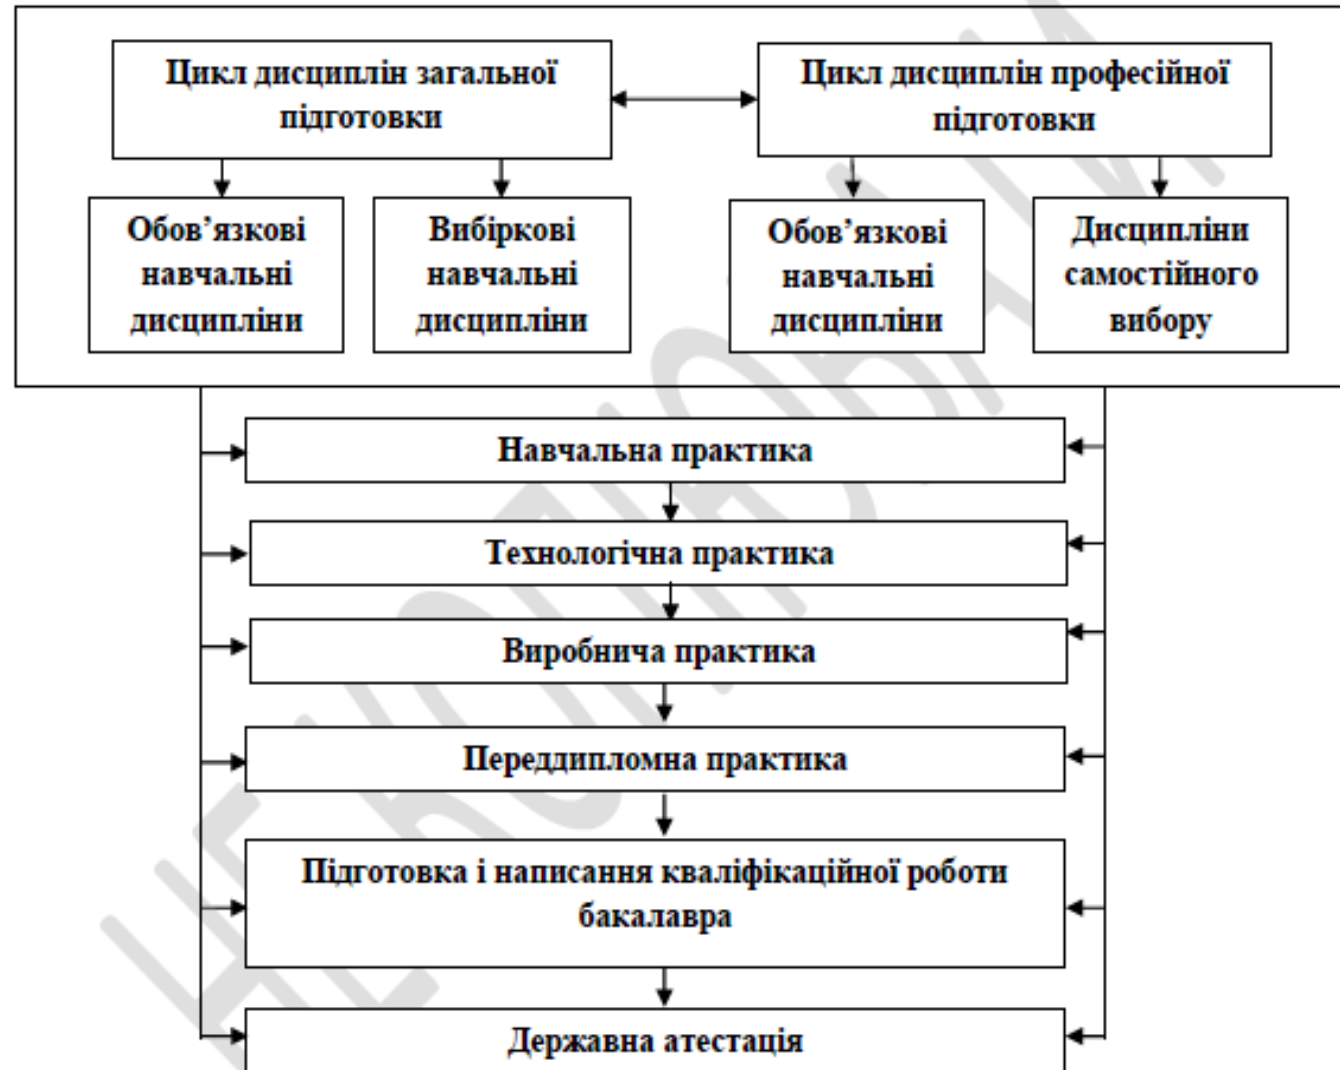 Цикл дисциплін загальної
підготовки
Цикл дисциплін професійної
підготовки
Обов’язкові
навчальні
дисципліни
Вибіркові
навчальні
дисципліни
Обов’язкові
навчальні
дисципліни
Дисципліни
самостійного
вибору
Навчальна практика
Технологічна практика
Виробнича практика
Переддипломна практика
Підготовка і написання кваліфікаційної роботи
бакалавра
Державна атестація